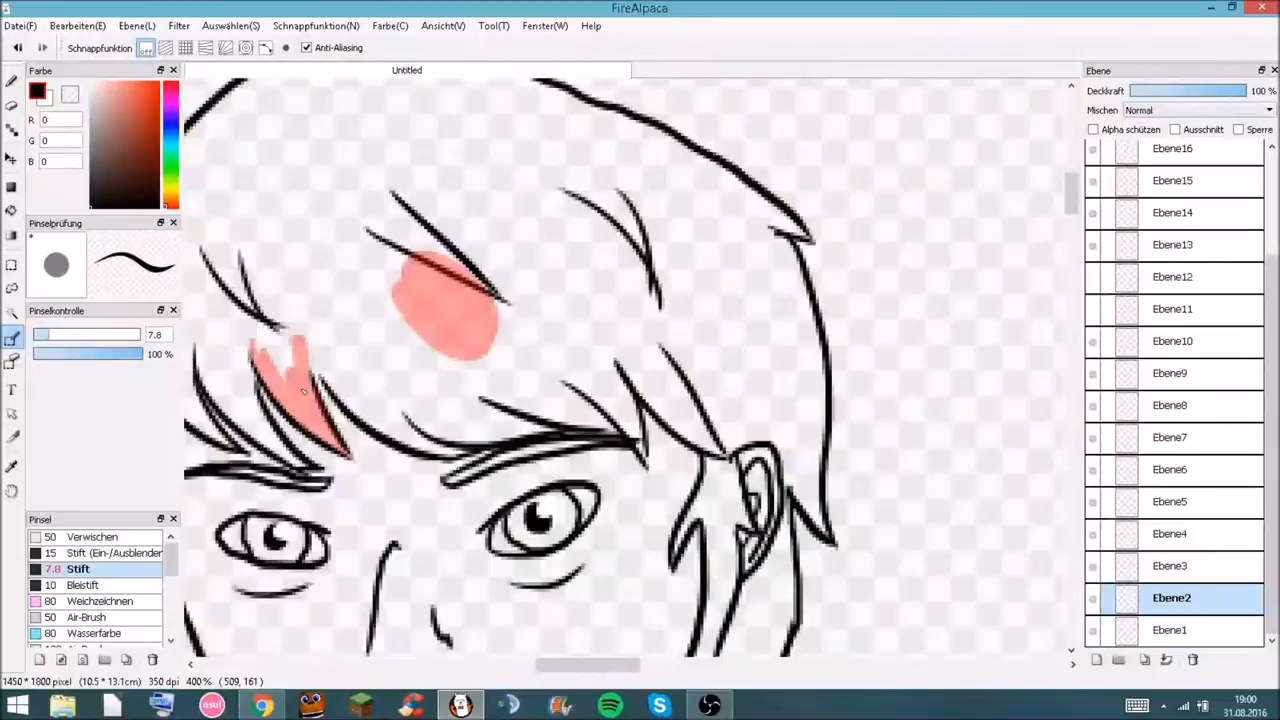 FireAlpaca
Datei(F) Bearbeiten(E) Ebene(L) Filter Auswählen(S) Schnappfunktion(N) Farbe(C) Ansicht(V) Tool(T) Fenster(W) Help
Schnappfunktion off Anti-Aliasing
Farbe
Untitled
Ebene
R 0
G 0
B 0
Deckkraft 100 %
Mischen Normal
Alpha schützen Ausschnitt Sperre
Ebene16
Ebene15
Ebene14
Ebene13
Ebene12
Ebene11
Ebene10
Ebene9
Ebene8
Ebene7
Ebene6
Ebene5
Ebene4
Ebene3
Ebene2
Ebene1
Pinselprüfung
Pinselkontrolle
7.8
100 %
Pinsel
50 Verwischen
15 Stift (Ein-/Ausblenden
7.8 Stift
10 Bleistift
80 Weichzeichnen
50 Air-Brush
80 Wasserfarbe
1450 * 1800 pixel (10.5 * 13.1cm) 350 dpi 400 % ( 509, 161 )
osu!
19:00
31.08.2016